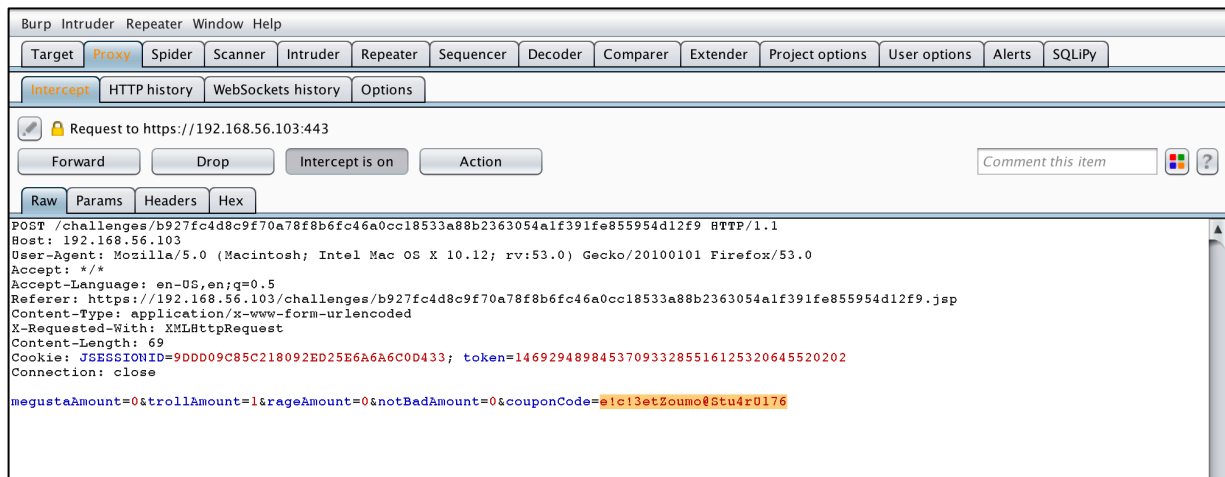 Burp Intruder Repeater Window Help
Target Proxy Spider Scanner Intruder Repeater Sequencer Decoder Comparer Extender Project options User options Alerts SQLiPy
Intercept HTTP history WebSockets history Options
Request to https://192.168.56.103:443
Forward Drop Intercept is on Action Comment this item ?
Raw Params Headers Hex
POST /challenges/b927fc4d8c9f70a78f8b6fc46a0cc18533a88b2363054a1f391fe855954d12f9 HTTP/1.1
Host: 192.168.56.103
User-Agent: Mozilla/5.0 (Macintosh; Intel Mac OS X 10.12; rv:53.0) Gecko/20100101 Firefox/53.0
Accept: */*
Accept-Language: en-US,en;q=0.5
Referer: https://192.168.56.103/challenges/b927fc4d8c9f70a78f8b6fc46a0cc18533a88b2363054a1f391fe855954d12f9.jsp
Content-Type: application/x-www-form-urlencoded
X-Requested-With: XMLHttpRequest
Content-Length: 69
Cookie: JSESSIONID=9DDD09C85C218092ED25E6A6A6C0D433; token=146929489845370933285516125320645520202
Connection: close
megustaAmount=0&trollAmount=1&rageAmount=0&notBadAmount=0&couponCode=e!c!3etZoumo@Stu4rU176